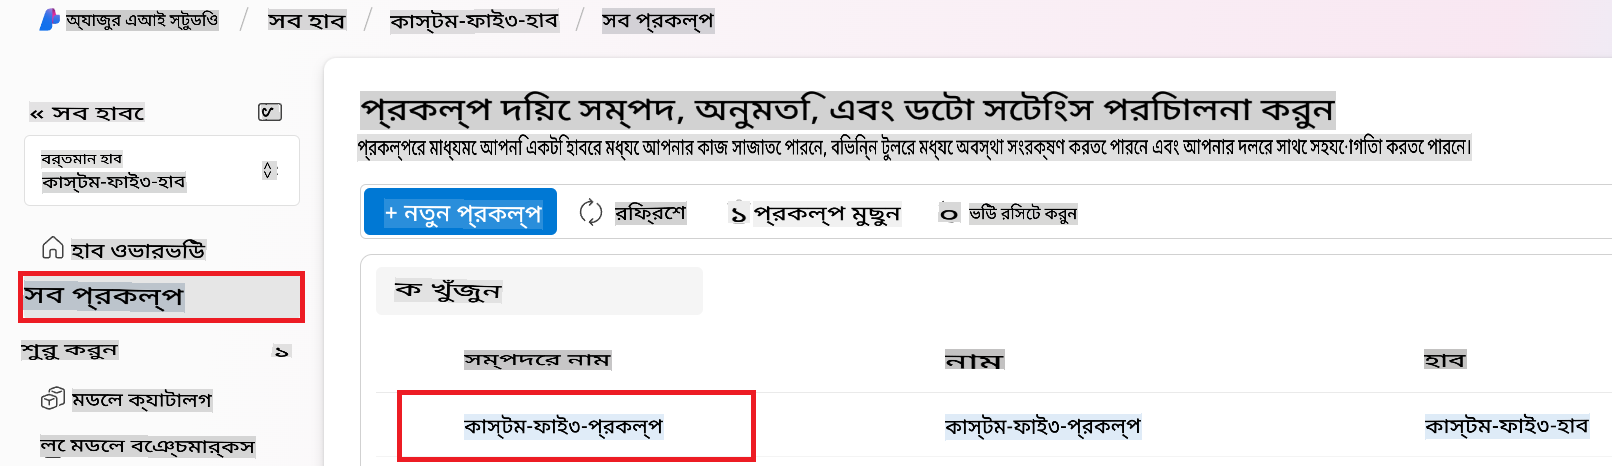 অ্যাজুর এআই স্টুডিও / সব হাব / কাস্টম-ফাই৩-হাব / সব প্রকল্প
« সব হাবে
বর্তমান হাব
কাস্টম-ফাই৩-হাব
হাব ওভারভিউ
সব প্রকল্প
শুরু করুন ১
মডেল ক্যাটালগ
মডেল বেঞ্চমার্কস
প্রকল্প দিয়ে সম্পদ, অনুমতি, এবং ডেটা সেটিংস পরিচালনা করুন
প্রকল্পের মাধ্যমে আপনি একটি হাবের মধ্যে আপনার কাজ সাজাতে পারেন, বিভিন্ন টুলের মধ্যে অবস্থা সংরক্ষণ করতে পারেন এবং আপনার দলের সাথে সহযোগিতা করতে পারেন।
+ নতুন প্রকল্প রিফ্রেশ ১ প্রকল্প মুছুন ০ ভিউ রিসেট করুন
ক খুঁজুন
সম্পদের নাম নাম হাব
কাস্টম-ফাই৩-প্রকল্প কাস্টম-ফাই৩-প্রকল্প কাস্টম-ফাই৩-হাব